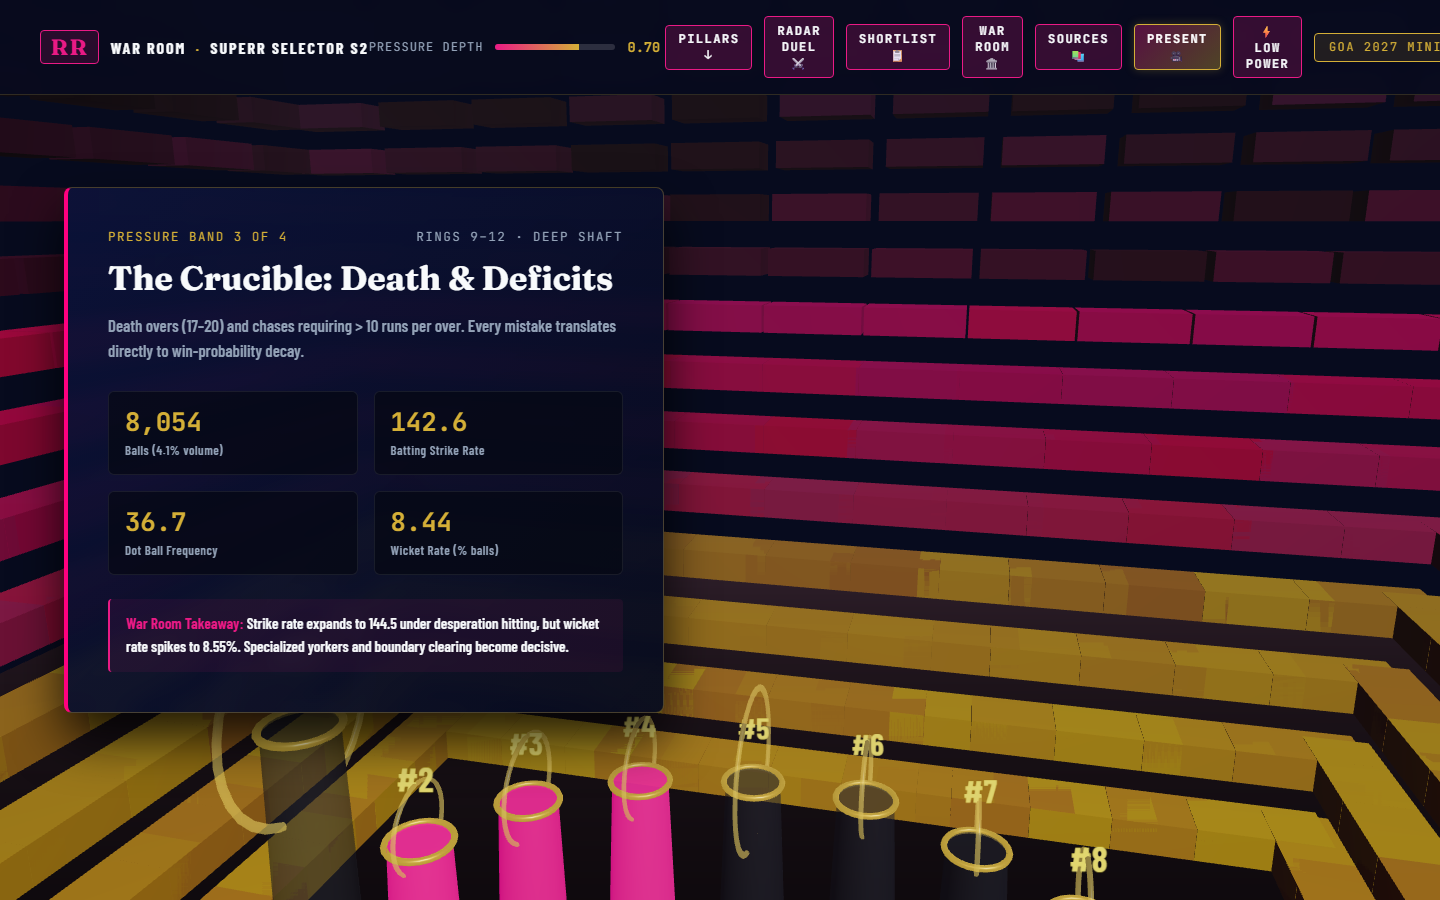 RR
WAR ROOM · SUPERR SELECTOR S2
PRESSURE DEPTH
0.70
PILLARS
↓
RADAR
DUEL
SHORTLIST
WAR
ROOM
SOURCES
PRESENT
LOW
POWER
GOA 2027 MINI
PRESSURE BAND 3 OF 4
RINGS 9–12 · DEEP SHAFT
The Crucible: Death & Deficits
Death overs (17–20) and chases requiring > 10 runs per over. Every mistake translates
directly to win-probability decay.
8,054
Balls (4.1% volume)
142.6
Batting Strike Rate
36.7
Dot Ball Frequency
8.44
Wicket Rate (% balls)
War Room Takeaway: Strike rate expands to 144.5 under desperation hitting, but wicket
rate spikes to 8.55%. Specialized yorkers and boundary clearing become decisive.
#2
#3
#4
#5
#6
#7
#8